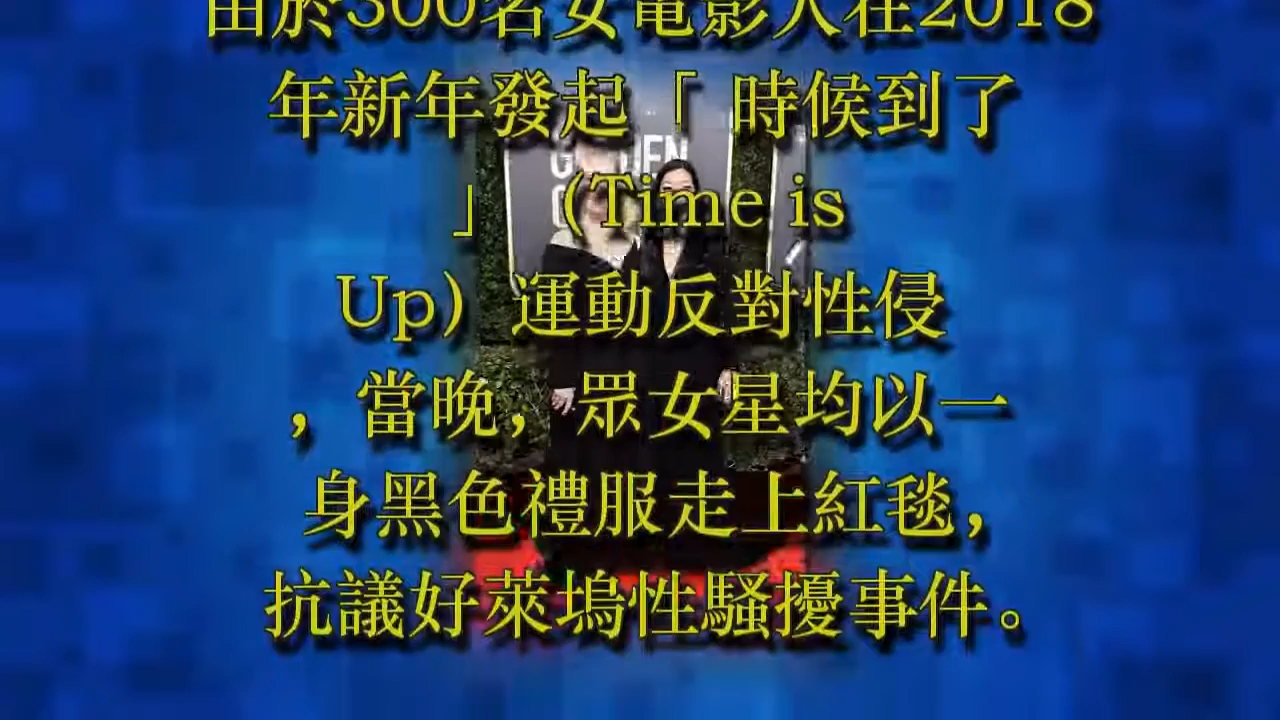 由於300名女電影人在2018
年新年發起「 時候到了
」 (Time is
Up) 運動反對性侵
，當晚，眾女星均以一
身黑色禮服走上紅毯，
抗議好萊塢性騷擾事件。